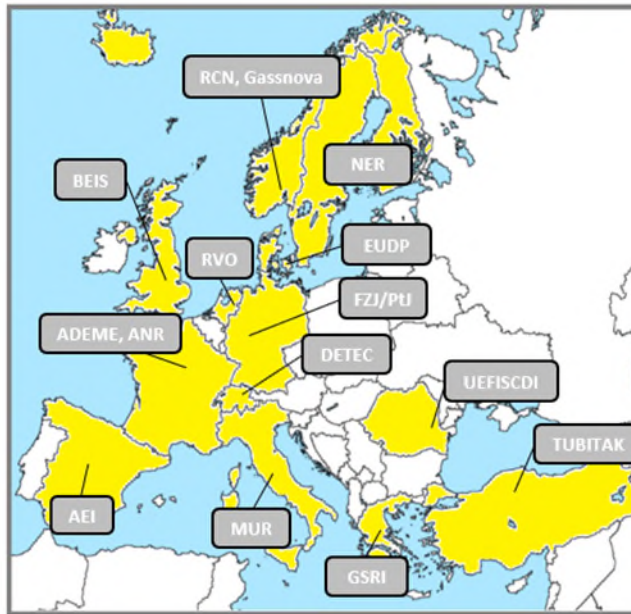 RCN, Gassnova
NER
BEIS
EUDP
RVO
FZJ/PtJ
ADEME, ANR
DETEC
UEFISCDI
TUBITAK
AEI
MUR
GSRI